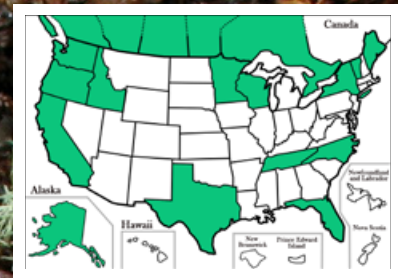 Canada
Alaska
Hawaii
New
Brunswick
Prince Edward
Island
Newfoundland
and Labrador
Nova Scotia